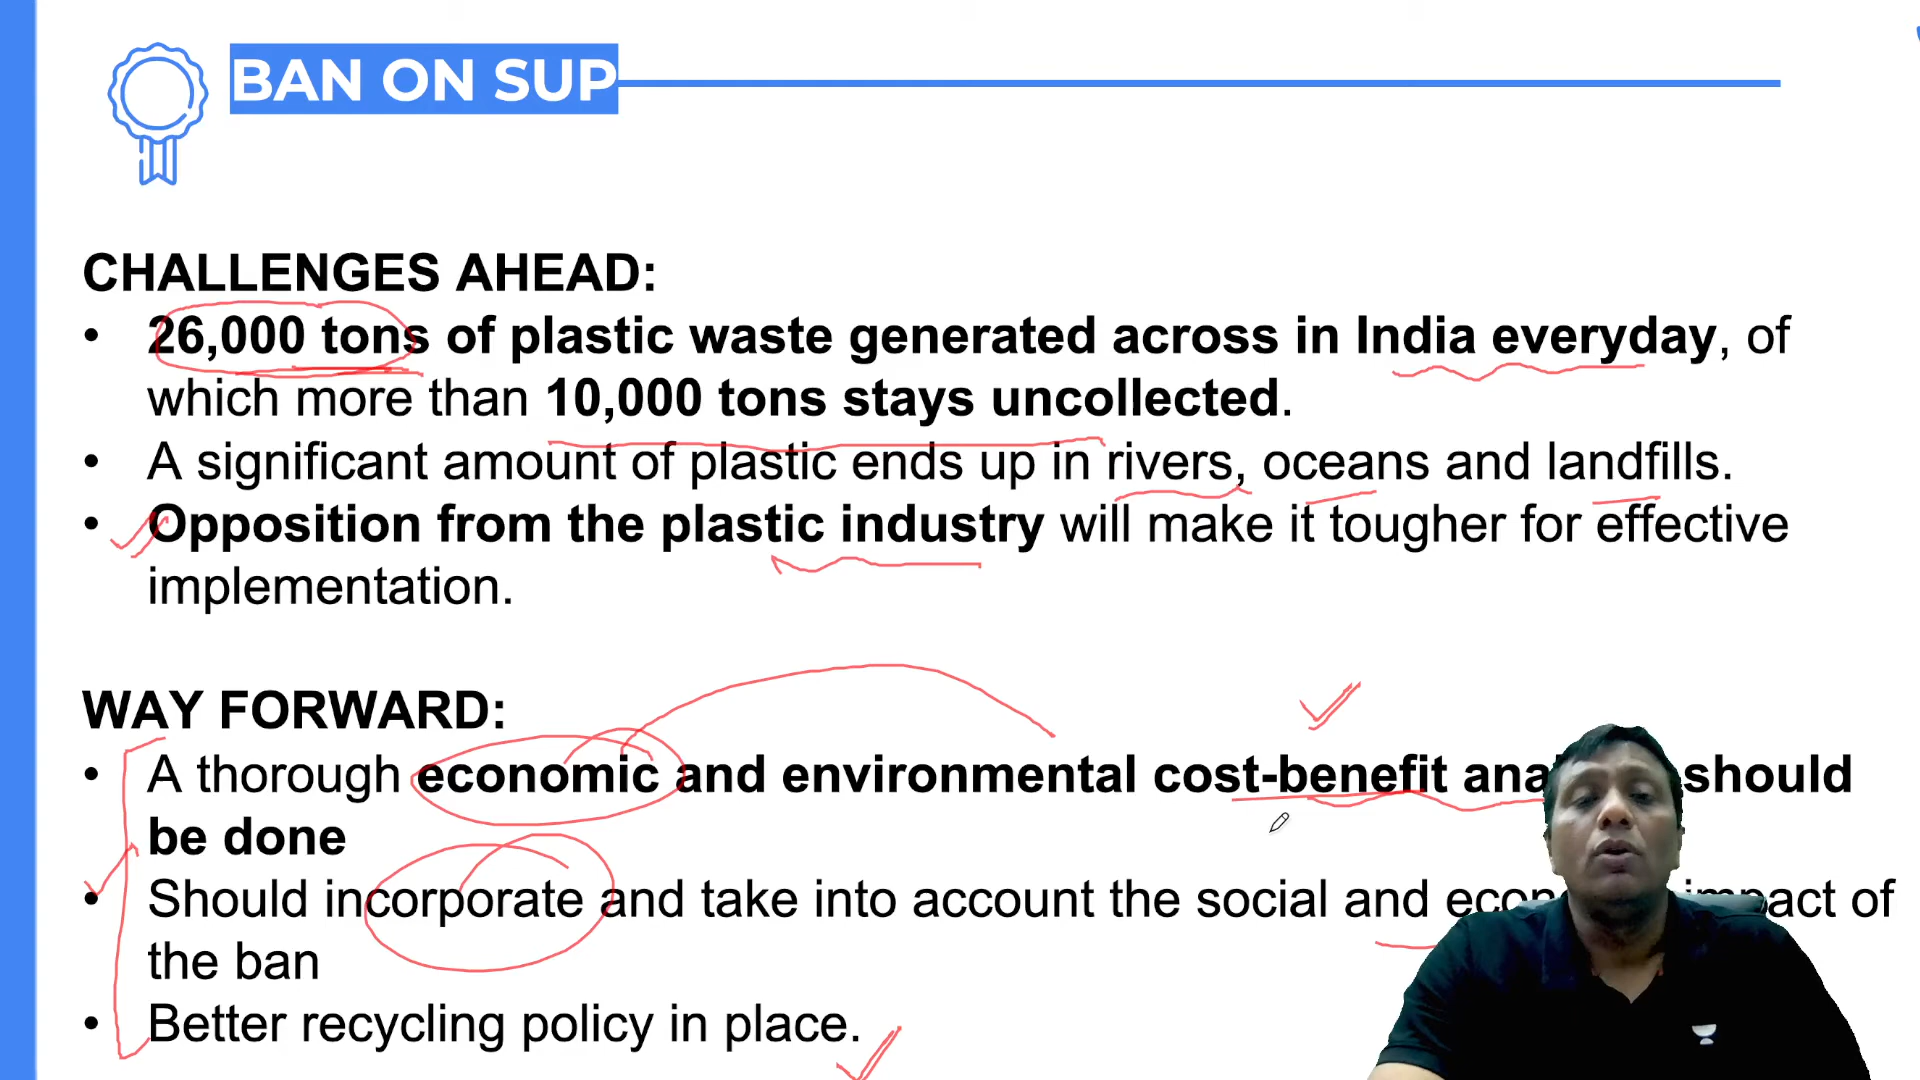 BAN ON SUP
CHALLENGES AHEAD:
• 26,000 tons of plastic waste generated across in India everyday, of
which more than 10,000 tons stays uncollected.
• A significant amount of plastic ends up in rivers, oceans and landfills.
• Opposition from the plastic industry will make it tougher for effective
implementation.
WAY FORWARD:
• A thorough economic and environmental cost-benefit should
be done
• Should incorporate and take into account the social and of
the ban
• Better recycling policy in place.